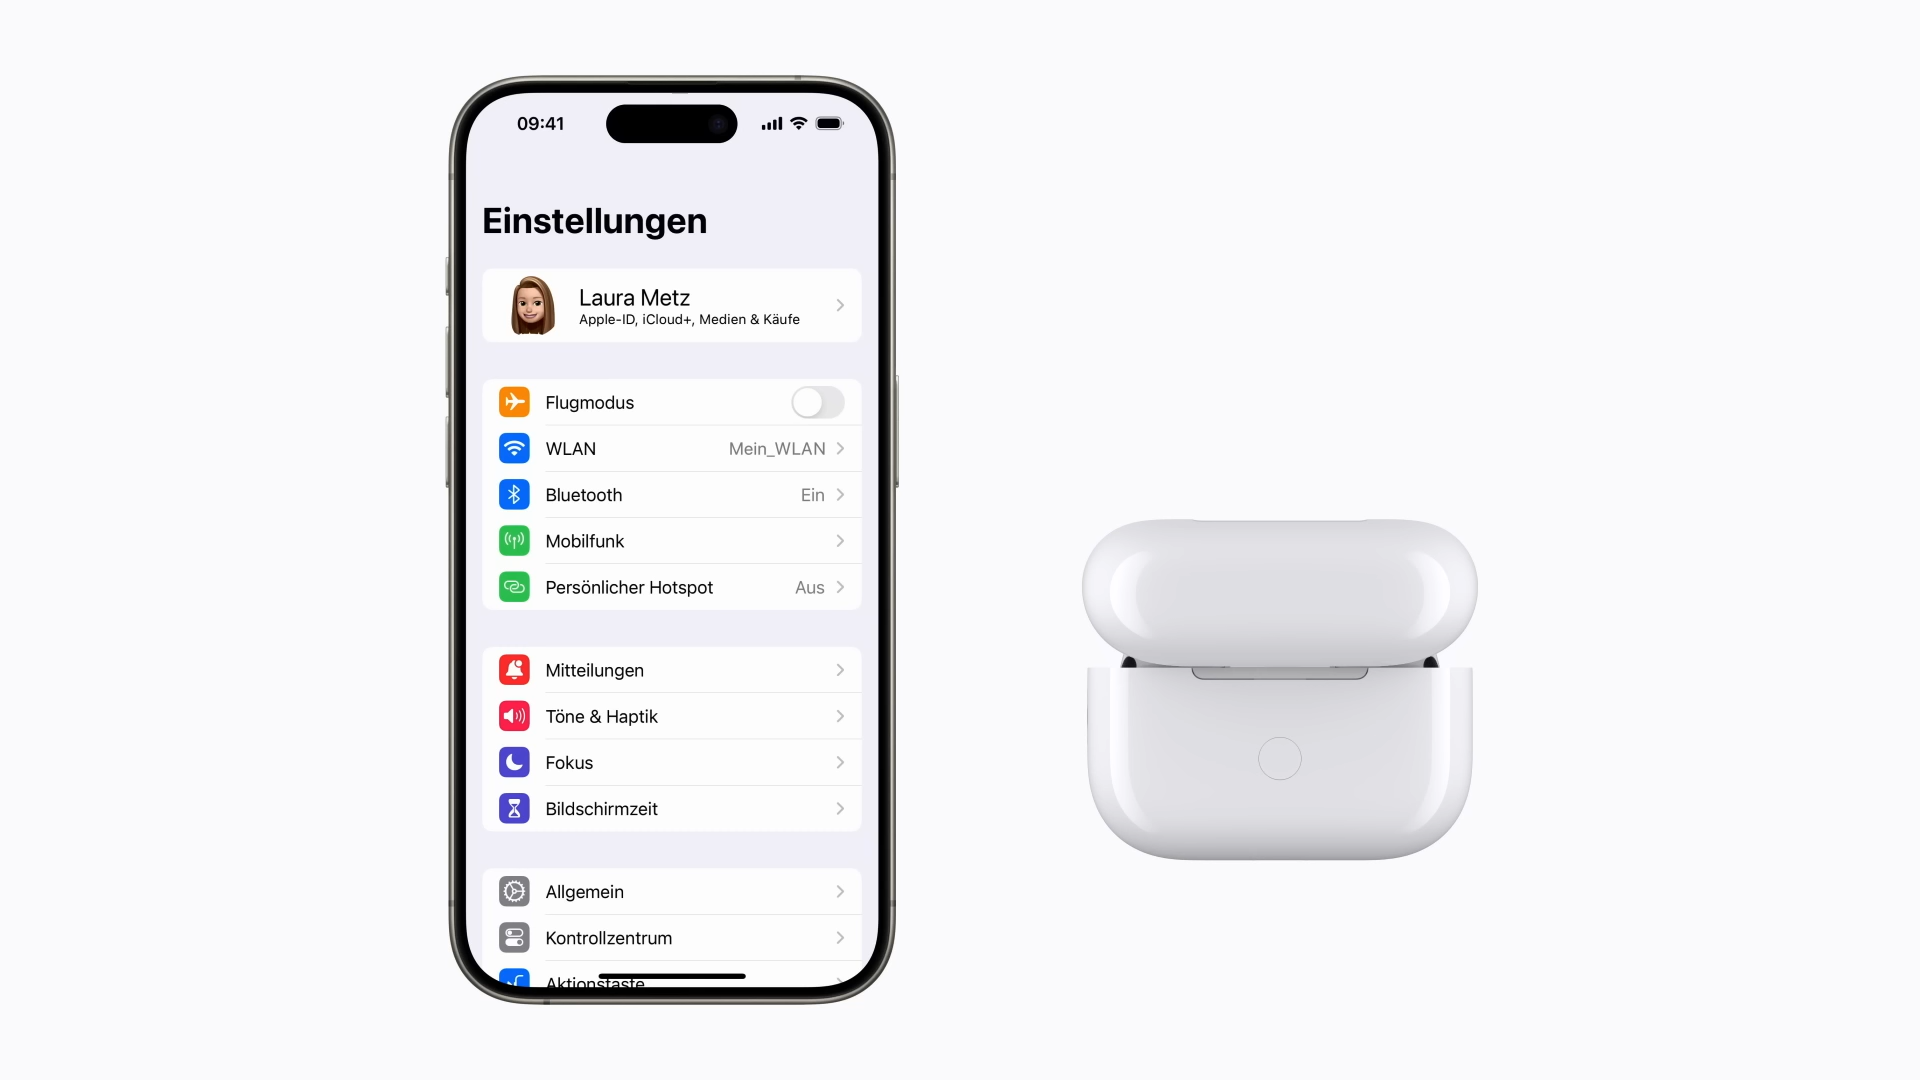 09:41
Einstellungen
Laura Metz
Apple-ID, iCloud+, Medien & Käufe
Flugmodus
WLAN Mein_WLAN
Bluetooth Ein
Mobilfunk
Persönlicher Hotspot Aus
Mitteilungen
Töne & Haptik
Fokus
Bildschirmzeit
Allgemein
Kontrollzentrum
Aktionstaste